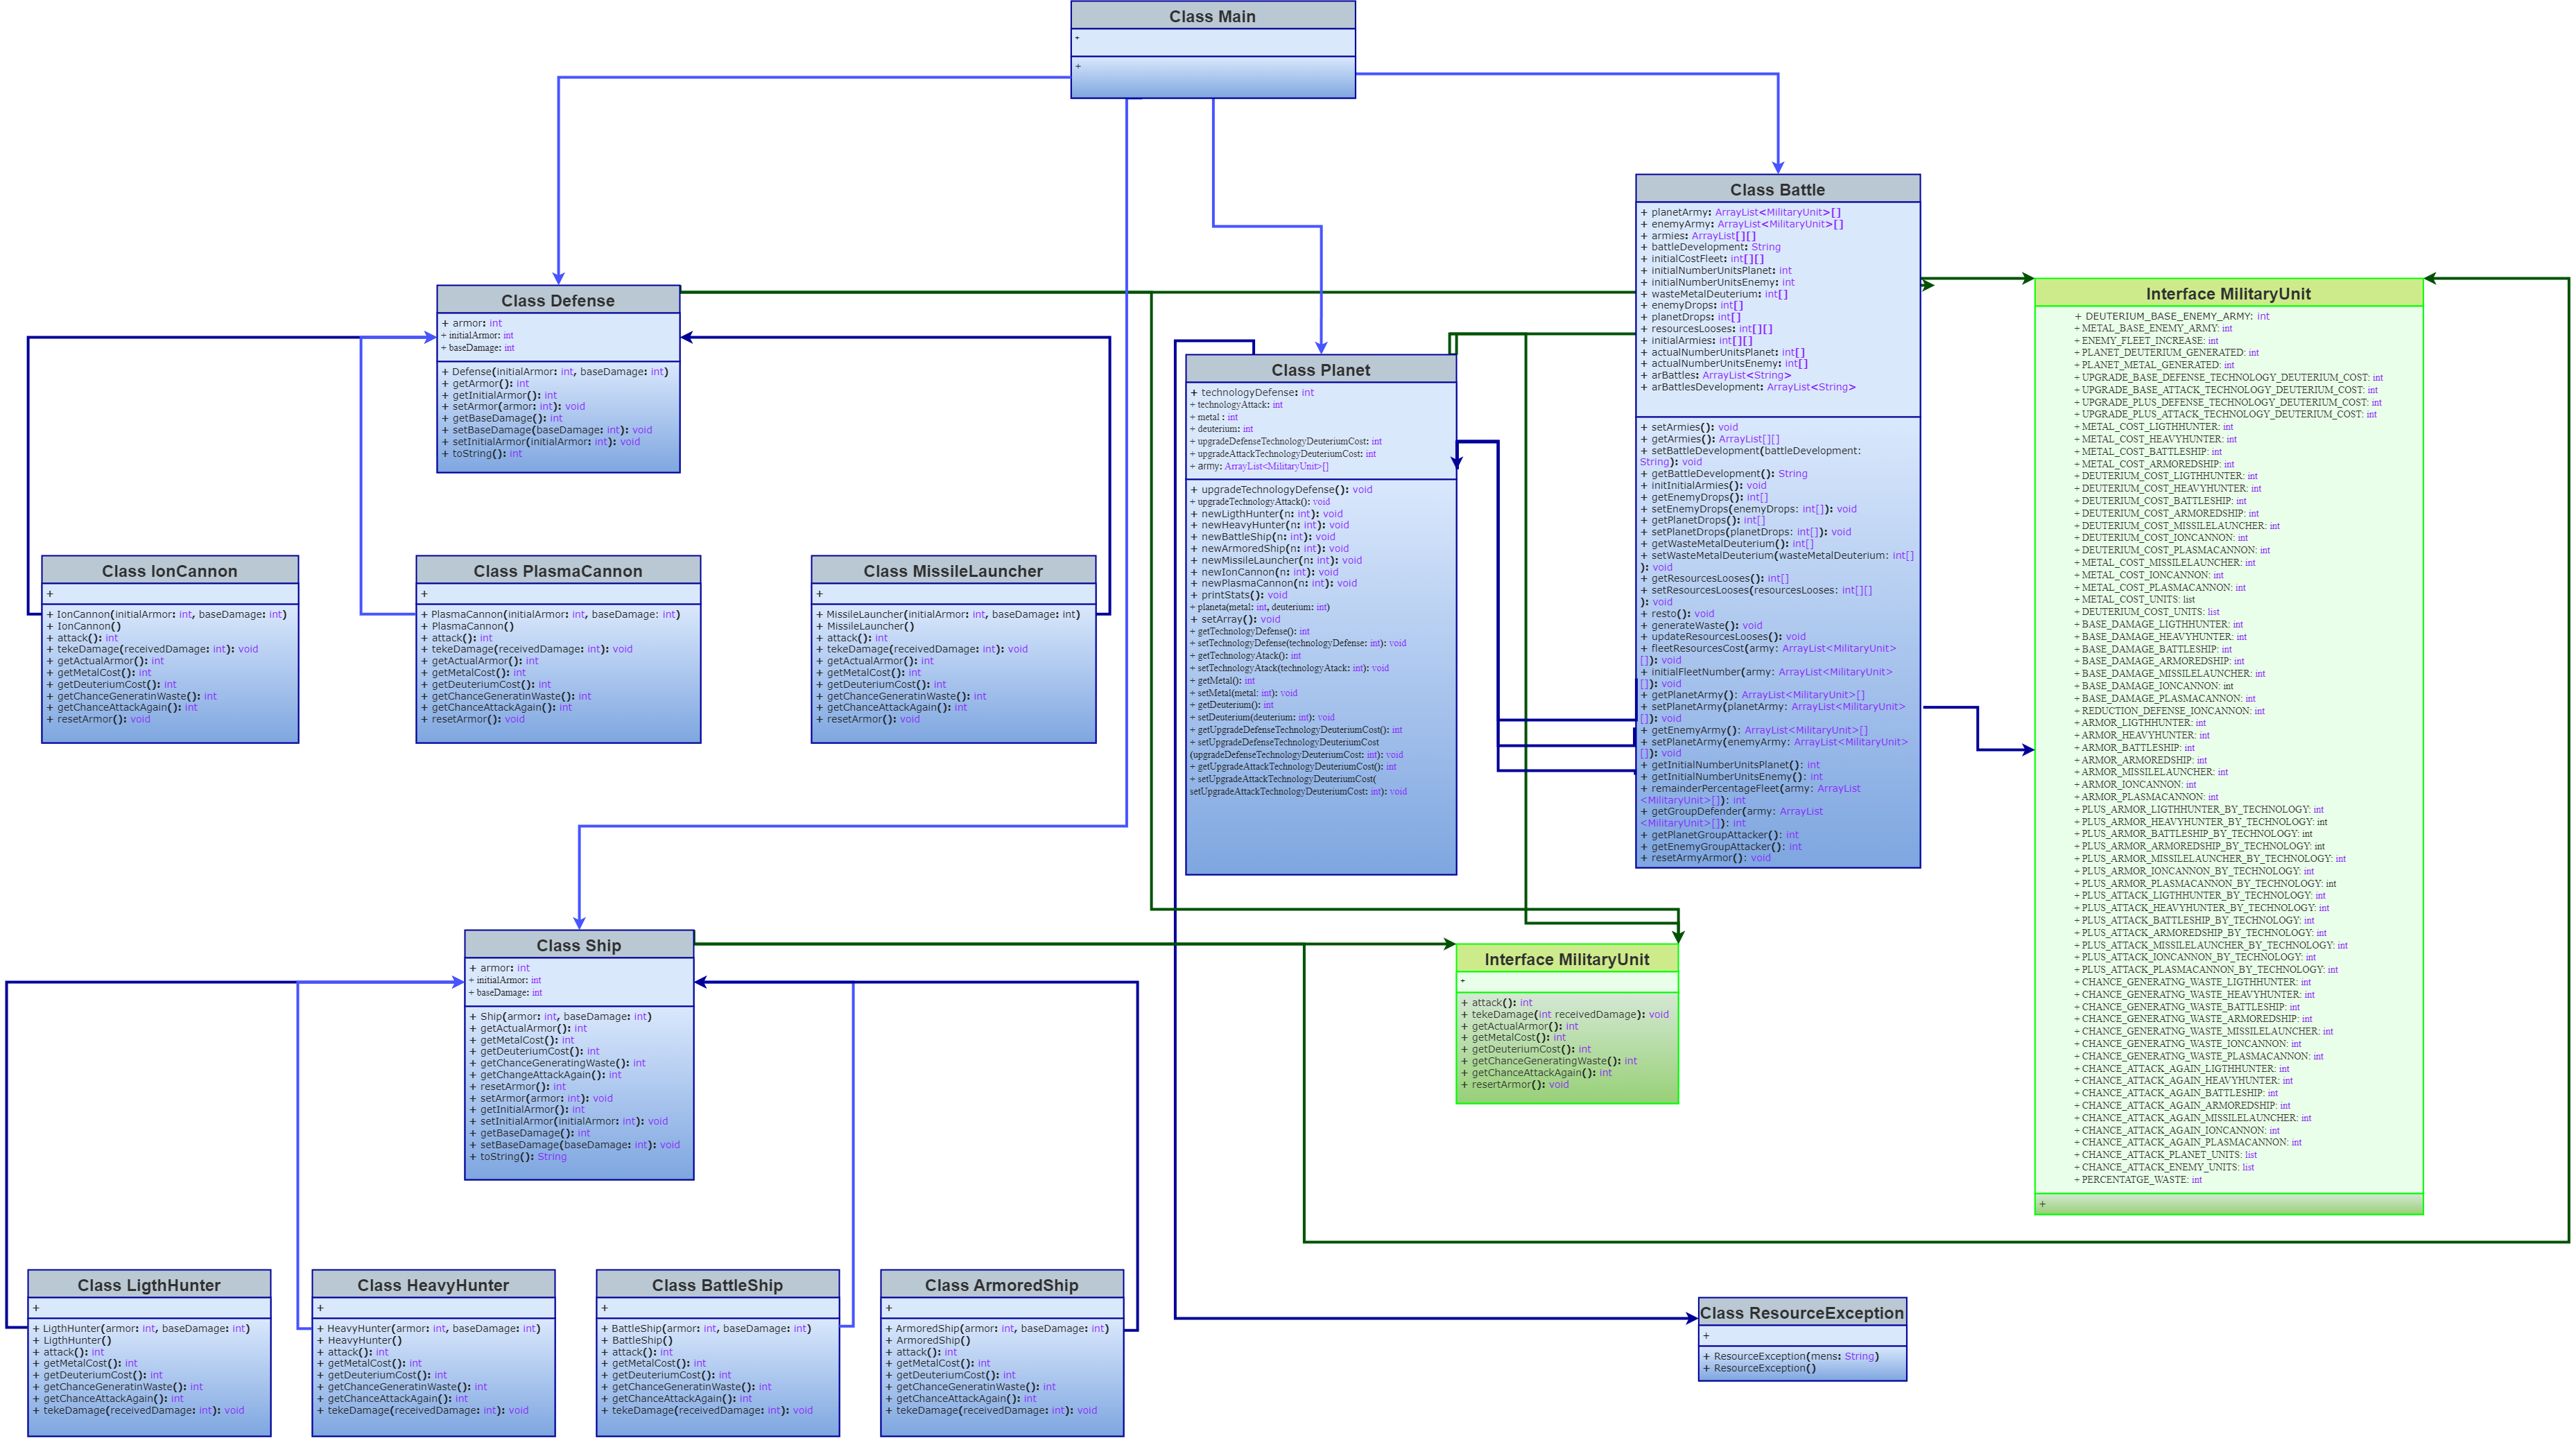 Class Main
+
+
Class Defense
+ armor: int
+ initialArmor: int
+ baseDamage: int
+ Defense(initialArmor: int, baseDamage: int)
+ getArmor(): int
+ getInitialArmor(): int
+ setArmor(armor: int): void
+ getBaseDamage(): int
+ setBaseDamage(baseDamage: int): void
+ setInitialArmor(initialArmor: int): void
+ toString(): int
Class IonCannon
+
+ IonCannon(initialArmor: int, baseDamage: int)
+ IonCannon()
+ attack(): int
+ tekeDamage(receivedDamage: int): void
+ getActualArmor(): int
+ getMetalCost(): int
+ getDeuteriumCost(): int
+ getChanceGeneratinWaste(): int
+ getChanceAttackAgain(): int
+ resetArmor(): void
Class PlasmaCannon
+
+ PlasmaCannon(initialArmor: int, baseDamage: int)
+ PlasmaCannon()
+ attack(): int
+ tekeDamage(receivedDamage: int): void
+ getActualArmor(): int
+ getMetalCost(): int
+ getDeuteriumCost(): int
+ getChanceGeneratinWaste(): int
+ getChanceAttackAgain(): int
+ resetArmor(): void
Class MissileLauncher
+
+ MissileLauncher(initialArmor: int, baseDamage: int)
+ MissileLauncher()
+ attack(): int
+ tekeDamage(receivedDamage: int): void
+ getActualArmor(): int
+ getMetalCost(): int
+ getDeuteriumCost(): int
+ getChanceGeneratinWaste(): int
+ getChanceAttackAgain(): int
+ resetArmor(): void
Class Planet
+ technologyDefense: int
+ technologyAttack: int
+ metal : int
+ deuterium: int
+ upgradeDefenseTechnologyDeuteriumCost: int
+ upgradeAttackTechnologyDeuteriumCost: int
+ army: ArrayList<MilitaryUnit>[]
+ upgradeTechnologyDefense(): void
+ upgradeTechnologyAttack(): void
+ newLigthHunter(n: int): void
+ newHeavyHunter(n: int): void
+ newBattleShip(n: int): void
+ newArmoredShip(n: int): void
+ newMissileLauncher(n: int): void
+ newIonCannon(n: int): void
+ newPlasmaCannon(n: int): void
+ printStats(): void
+ planeta(metal: int, deuterium: int)
+ setArray(): void
+ getTechnologyDefense(): int
+ setTechnologyDefense(technologyDefense: int): void
+ getTechnologyAtack(): int
+ setTechnologyAtack(technologyAtack: int): void
+ getMetal(): int
+ setMetal(metal: int): void
+ getDeuterium(): int
+ setDeuterium(deuterium: int): void
+ getUpgradeDefenseTechnologyDeuteriumCost(): int
+ setUpgradeDefenseTechnologyDeuteriumCost
(upgradeDefenseTechnologyDeuteriumCost: int): void
+ getUpgradeAttackTechnologyDeuteriumCost(): int
+ setUpgradeAttackTechnologyDeuteriumCost(
setUpgradeAttackTechnologyDeuteriumCost: int): void
Class Battle
+ planetArmy: ArrayList<MilitaryUnit>[]
+ enemyArmy: ArrayList<MilitaryUnit>[]
+ armies: ArrayList[][]
+ battleDevelopment: String
+ initialCostFleet: int[][]
+ initialNumberUnitsPlanet: int
+ initialNumberUnitsEnemy: int
+ wasteMetalDeuterium: int[]
+ enemyDrops: int[]
+ planetDrops: int[]
+ resourcesLooses: int[][]
+ initialArmies: int[][]
+ actualNumberUnitsPlanet: int[]
+ actualNumberUnitsEnemy: int[]
+ arBattles: ArrayList<String>
+ arBattlesDevelopment: ArrayList<String>
+ setArmies(): void
+ getArmies(): ArrayList[][]
+ setBattleDevelopment(battleDevelopment:
String): void
+ getBattleDevelopment(): String
+ initInitialArmies(): void
+ getEnemyDrops(): int[]
+ setEnemyDrops(enemyDrops: int[]): void
+ getPlanetDrops(): int[]
+ setPlanetDrops(planetDrops: int[]): void
+ getWasteMetalDeuterium(): int[]
+ setWasteMetalDeuterium(wasteMetalDeuterium: int[]
): void
+ getResourcesLooses(): int[]
+ setResourcesLooses(resourcesLooses: int[][]
): void
+ resto(): void
+ generateWaste(): void
+ updateResourcesLooses(): void
+ fleetResourcesCost(army: ArrayList<MilitaryUnit>
[]): void
+ initialFleetNumber(army: ArrayList<MilitaryUnit>
[]): void
+ getPlanetArmy(): ArrayList<MilitaryUnit>[]
+ setPlanetArmy(planetArmy: ArrayList<MilitaryUnit>
[]): void
+ getEnemyArmy(): ArrayList<MilitaryUnit>[]
+ setPlanetArmy(enemyArmy: ArrayList<MilitaryUnit>
[]): void
+ getInitialNumberUnitsPlanet(): int
+ getInitialNumberUnitsEnemy(): int
+ remainderPercentageFleet(army: ArrayList
<MilitaryUnit>[]): int
+ getGroupDefender(army: ArrayList
<MilitaryUnit>[]): int
+ getPlanetGroupAttacker(): int
+ getEnemyGroupAttacker(): int
+ resetArmyArmor(): void
Interface MilitaryUnit
+ DEUTERIUM_BASE_ENEMY_ARMY: int
+ METAL_BASE_ENEMY_ARMY: int
+ ENEMY_FLEET_INCREASE: int
+ PLANET_DEUTERIUM_GENERATED: int
+ PLANET_METAL_GENERATED: int
+ UPGRADE_BASE_DEFENSE_TECHNOLOGY_DEUTERIUM_COST: int
+ UPGRADE_BASE_ATTACK_TECHNOLOGY_DEUTERIUM_COST: int
+ UPGRADE_PLUS_DEFENSE_TECHNOLOGY_DEUTERIUM_COST: int
+ UPGRADE_PLUS_ATTACK_TECHNOLOGY_DEUTERIUM_COST: int
+ METAL_COST_LIGTHHUNTER: int
+ METAL_COST_HEAVYHUNTER: int
+ METAL_COST_BATTLESHIP: int
+ METAL_COST_ARMOREDSHIP: int
+ DEUTERIUM_COST_LIGTHHUNTER: int
+ DEUTERIUM_COST_HEAVYHUNTER: int
+ DEUTERIUM_COST_BATTLESHIP: int
+ DEUTERIUM_COST_ARMOREDSHIP: int
+ DEUTERIUM_COST_MISSILELAUNCHER: int
+ DEUTERIUM_COST_IONCANNON: int
+ DEUTERIUM_COST_PLASMACANNON: int
+ METAL_COST_MISSILELAUNCHER: int
+ METAL_COST_IONCANNON: int
+ METAL_COST_PLASMACANNON: int
+ METAL_COST_UNITS: list
+ DEUTERIUM_COST_UNITS: list
+ BASE_DAMAGE_LIGTHHUNTER: int
+ BASE_DAMAGE_HEAVYHUNTER: int
+ BASE_DAMAGE_BATTLESHIP: int
+ BASE_DAMAGE_ARMOREDSHIP: int
+ BASE_DAMAGE_MISSILELAUNCHER: int
+ BASE_DAMAGE_IONCANNON: int
+ BASE_DAMAGE_PLASMACANNON: int
+ REDUCTION_DEFENSE_IONCANNON: int
+ ARMOR_LIGTHHUNTER: int
+ ARMOR_HEAVYHUNTER: int
+ ARMOR_BATTLESHIP: int
+ ARMOR_ARMOREDSHIP: int
+ ARMOR_MISSILELAUNCHER: int
+ ARMOR_IONCANNON: int
+ ARMOR_PLASMACANNON: int
+ PLUS_ARMOR_LIGTHHUNTER_BY_TECHNOLOGY: int
+ PLUS_ARMOR_HEAVYHUNTER_BY_TECHNOLOGY: int
+ PLUS_ARMOR_BATTLESHIP_BY_TECHNOLOGY: int
+ PLUS_ARMOR_ARMOREDSHIP_BY_TECHNOLOGY: int
+ PLUS_ARMOR_MISSILELAUNCHER_BY_TECHNOLOGY: int
+ PLUS_ARMOR_IONCANNON_BY_TECHNOLOGY: int
+ PLUS_ARMOR_PLASMACANNON_BY_TECHNOLOGY: int
+ PLUS_ATTACK_LIGTHHUNTER_BY_TECHNOLOGY: int
+ PLUS_ATTACK_HEAVYHUNTER_BY_TECHNOLOGY: int
+ PLUS_ATTACK_BATTLESHIP_BY_TECHNOLOGY: int
+ PLUS_ATTACK_ARMOREDSHIP_BY_TECHNOLOGY: int
+ PLUS_ATTACK_MISSILELAUNCHER_BY_TECHNOLOGY: int
+ PLUS_ATTACK_IONCANNON_BY_TECHNOLOGY: int
+ PLUS_ATTACK_PLASMACANNON_BY_TECHNOLOGY: int
+ CHANCE_GENERATNG_WASTE_LIGTHHUNTER: int
+ CHANCE_GENERATNG_WASTE_HEAVYHUNTER: int
+ CHANCE_GENERATNG_WASTE_BATTLESHIP: int
+ CHANCE_GENERATNG_WASTE_ARMOREDSHIP: int
+ CHANCE_GENERATNG_WASTE_MISSILELAUNCHER: int
+ CHANCE_GENERATNG_WASTE_IONCANNON: int
+ CHANCE_GENERATNG_WASTE_PLASMACANNON: int
+ CHANCE_ATTACK_AGAIN_LIGTHHUNTER: int
+ CHANCE_ATTACK_AGAIN_HEAVYHUNTER: int
+ CHANCE_ATTACK_AGAIN_BATTLESHIP: int
+ CHANCE_ATTACK_AGAIN_ARMOREDSHIP: int
+ CHANCE_ATTACK_AGAIN_MISSILELAUNCHER: int
+ CHANCE_ATTACK_AGAIN_IONCANNON: int
+ CHANCE_ATTACK_AGAIN_PLASMACANNON: int
+ CHANCE_ATTACK_PLANET_UNITS: list
+ CHANCE_ATTACK_ENEMY_UNITS: list
+ PERCENTATGE_WASTE: int
+
Class Ship
+ armor: int
+ initialArmor: int
+ baseDamage: int
+ Ship(armor: int, baseDamage: int)
+ getActualArmor(): int
+ getMetalCost(): int
+ getDeuteriumCost(): int
+ getChanceGeneratingWaste(): int
+ getChangeAttackAgain(): int
+ resetArmor(): int
+ setArmor(armor: int): void
+ getInitialArmor(): int
+ setInitialArmor(initialArmor: int): void
+ getBaseDamage(): int
+ setBaseDamage(baseDamage: int): void
+ toString(): String
Interface MilitaryUnit
+
+ attack(): int
+ tekeDamage(int receivedDamage): void
+ getActualArmor(): int
+ getMetalCost(): int
+ getDeuteriumCost(): int
+ getChanceGeneratingWaste(): int
+ getChanceAttackAgain(): int
+ resertArmor(): void
Class LigthHunter
+
+ LigthHunter(armor: int, baseDamage: int)
+ LigthHunter()
+ attack(): int
+ getMetalCost(): int
+ getDeuteriumCost(): int
+ getChanceGeneratinWaste(): int
+ getChanceAttackAgain(): int
+ tekeDamage(receivedDamage: int): void
Class HeavyHunter
+
+ HeavyHunter(armor: int, baseDamage: int)
+ HeavyHunter()
+ attack(): int
+ getMetalCost(): int
+ getDeuteriumCost(): int
+ getChanceGeneratinWaste(): int
+ getChanceAttackAgain(): int
+ tekeDamage(receivedDamage: int): void
Class BattleShip
+
+ BattleShip(armor: int, baseDamage: int)
+ BattleShip()
+ attack(): int
+ getMetalCost(): int
+ getDeuteriumCost(): int
+ getChanceGeneratinWaste(): int
+ getChanceAttackAgain(): int
+ tekeDamage(receivedDamage: int): void
Class ArmoredShip
+
+ ArmoredShip(armor: int, baseDamage: int)
+ ArmoredShip()
+ attack(): int
+ getMetalCost(): int
+ getDeuteriumCost(): int
+ getChanceGeneratinWaste(): int
+ getChanceAttackAgain(): int
+ tekeDamage(receivedDamage: int): void
Class ResourceException
+
+ ResourceException(mens: String)
+ ResourceException()